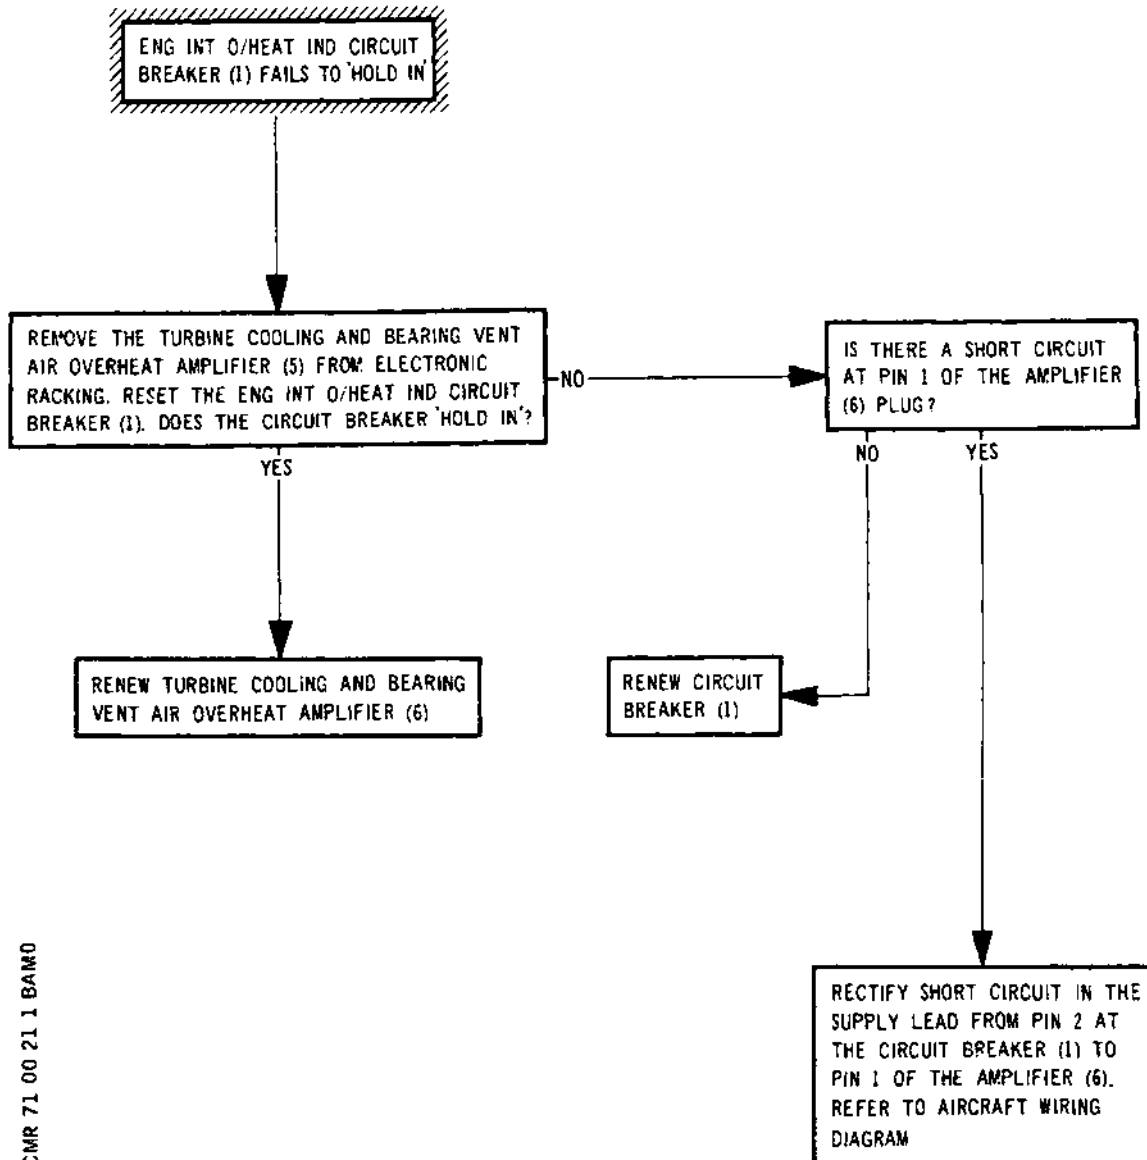 ENG INT O/HEAT IND CIRCUIT
BREAKER (1) FAILS TO 'HOLD IN'
REMOVE THE TURBINE COOLING AND BEARING VENT
AIR OVERHEAT AMPLIFIER (5) FROM ELECTRONIC
RACKING. RESET THE ENG INT O/HEAT IND CIRCUIT
BREAKER (1). DOES THE CIRCUIT BREAKER 'HOLD IN'?
NO
IS THERE A SHORT CIRCUIT
AT PIN 1 OF THE AMPLIFIER
(6) PLUG?
YES
NO
YES
RENEW TURBINE COOLING AND BEARING
VENT AIR OVERHEAT AMPLIFIER (6)
RENEW CIRCUIT
BREAKER (1)
RECTIFY SHORT CIRCUIT IN THE
SUPPLY LEAD FROM PIN 2 AT
THE CIRCUIT BREAKER (1) TO
PIN 1 OF THE AMPLIFIER (6).
REFER TO AIRCRAFT WIRING
DIAGRAM
CMR 71 00 21 1 BAM0